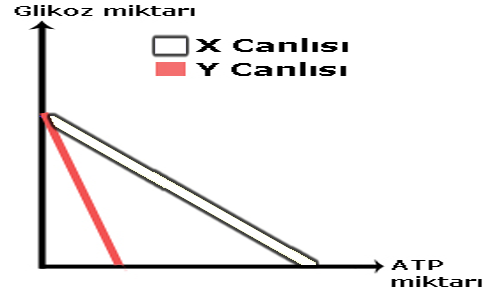 Glikoz miktarı
X Canlısı
Y Canlısı
ATP
miktarı